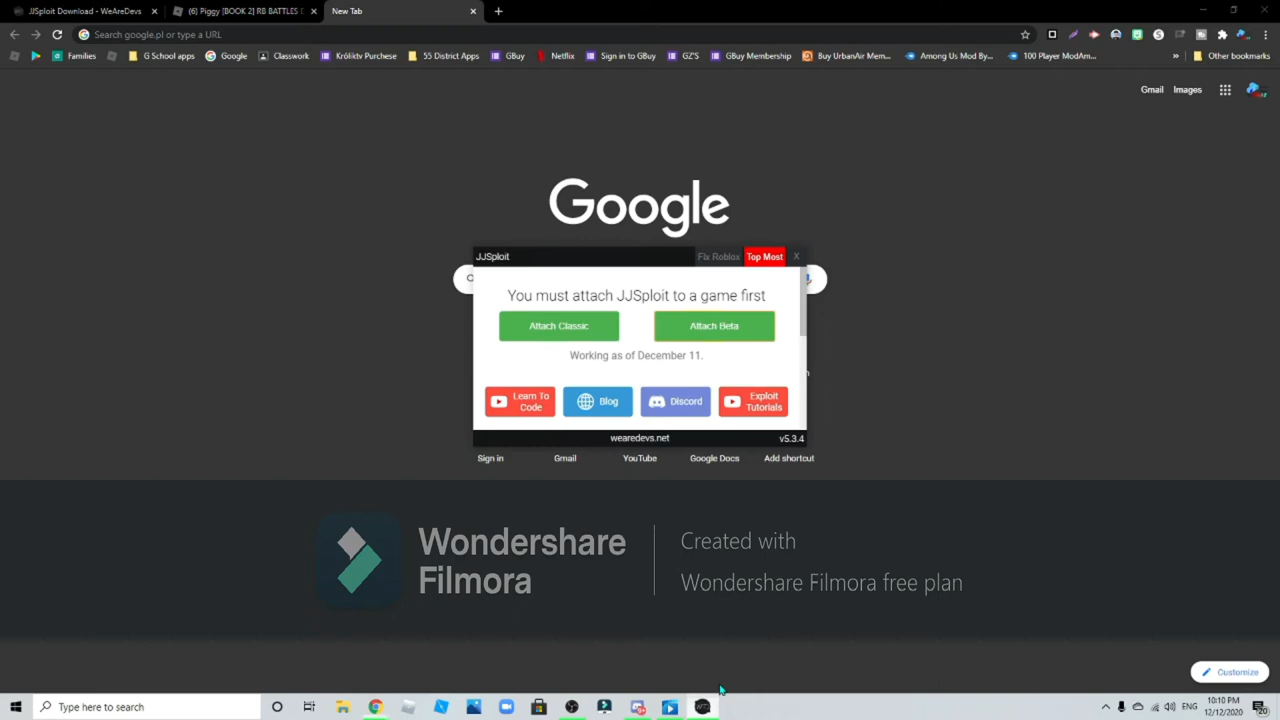 JJSploit Download - WeAreDevs
(6) Piggy [BOOK 2] RB BATTLES E
New Tab
Search google.pl or type a URL
Families
G School apps
Google
Classwork
Króliktv Purchese
55 District Apps
GBuy
Netflix
Sign in to GBuy
GZ'S
GBuy Membership
Buy UrbanAir Mem...
Among Us Mod By...
100 Player ModAm...
»
Other bookmarks
Gmail
Images
Google
JJSploit
Fix Roblox
Top Most
X
You must attach JJSploit to a game first
Attach Classic
Attach Beta
Working as of December 11.
Learn To
Code
Blog
Discord
Exploit
Tutorials
wearedevs.net
v5.3.4
Sign in
Gmail
YouTube
Google Docs
Add shortcut
Wondershare
Filmora
Created with
Wondershare Filmora free plan
Customize
Type here to search
ENG
10:10 PM
12/12/2020
20